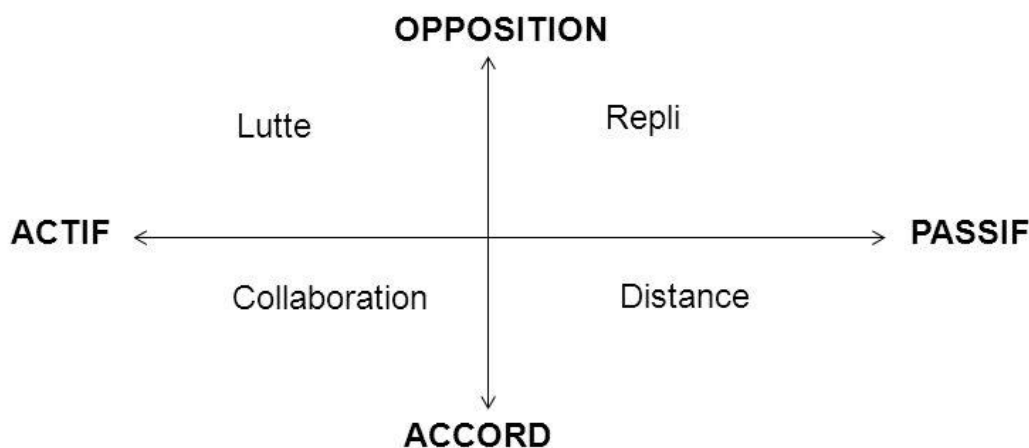 OPPOSITION
Lutte
Repli
ACTIF
PASSIF
Collaboration
Distance
ACCORD